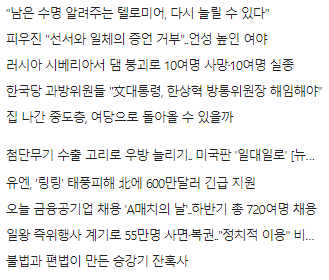 "남은 수명 알려주는 텔로미어, 다시 늘릴 수 있다"
피우진 "선서와 일체의 증언 거부"..언성 높인 여야
러시아 시베리아서 댐 붕괴로 10여명 사망·10여명 실종
한국당 과방위원들 "文대통령, 한상혁 방통위원장 해임해야"
집 나간 중도층, 여당으로 돌아올 수 있을까
첨단무기 수출 고리로 우방 늘리기.. 미국판 '일대일로' [뉴...
유엔, '링링' 태풍피해 北에 600만달러 긴급 지원
오늘 금융공기업 채용 'A매치의 날'..하반기 총 720여명 채용
일왕 즉위행사 계기로 55만명 사면·복권.."정치적 이용" 비...
불법과 편법이 만든 승강기 잔혹사